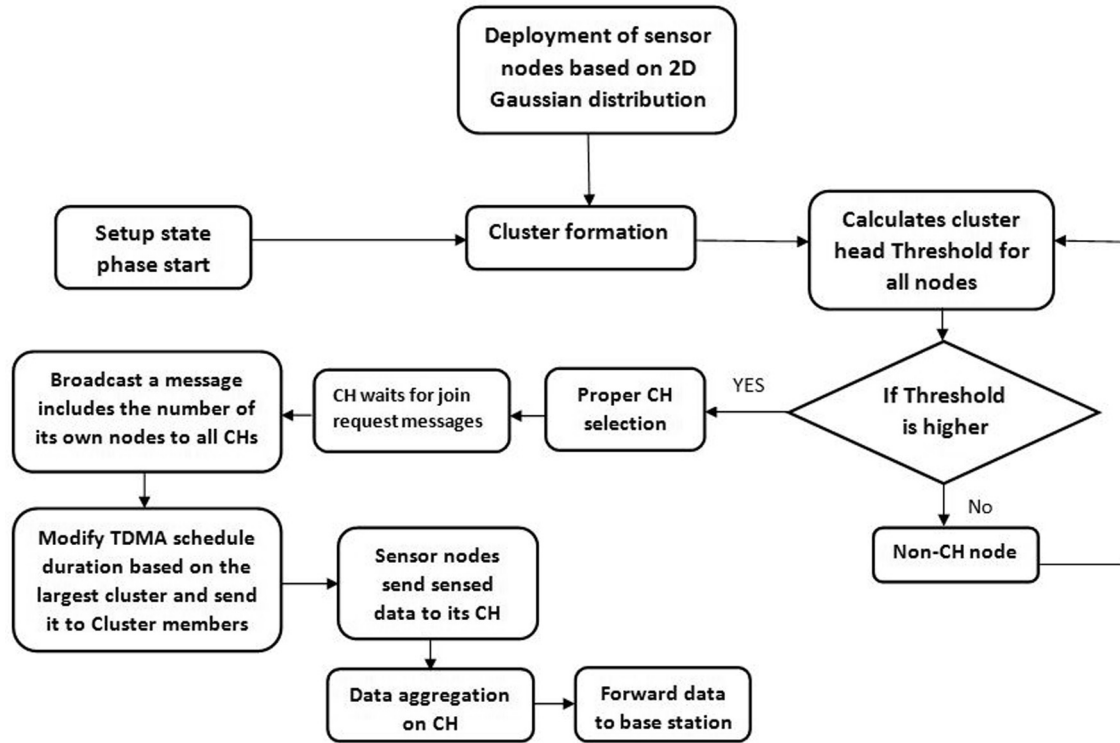 Deployment of sensor
nodes based on 2D
Gaussian distribution
Setup state
phase start
Cluster formation
Calculates cluster
head Threshold for
all nodes
If Threshold
is higher
YES
No
Non-CH node
Proper CH
selection
CH waits for join
request messages
Broadcast a message
includes the number of
its own nodes to all CHs
Modify TDMA schedule
duration based on the
largest cluster and send
it to Cluster members
Sensor nodes
send sensed
data to its CH
Data aggregation
on CH
Forward data
to base station